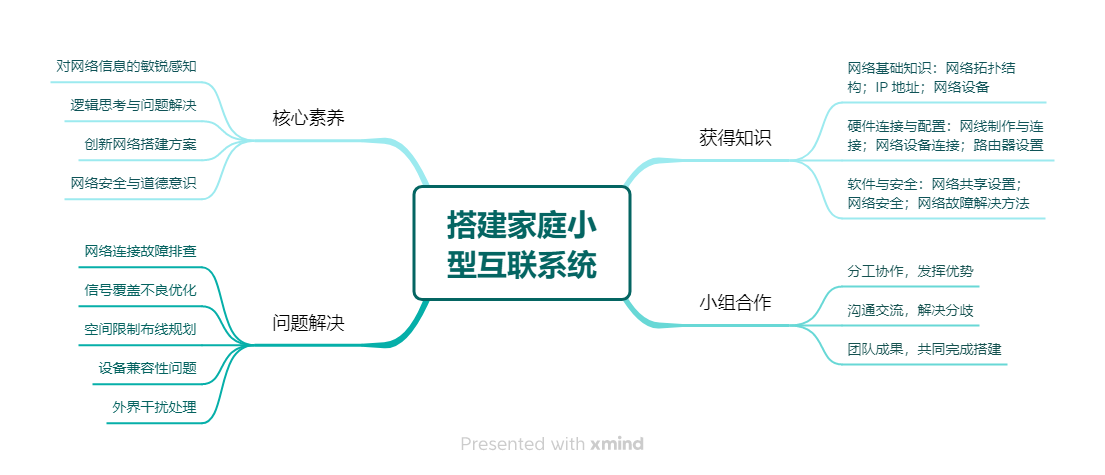 搭建家庭小
型互联系统
获得知识
网络基础知识：网络拓扑结
构；IP 地址；网络设备
硬件连接与配置：网线制作与连
接；网络设备连接；路由器设置
软件与安全：网络共享设置；
网络安全；网络故障解决方法
小组合作
分工协作，发挥优势
沟通交流，解决分歧
团队成果，共同完成搭建
核心素养
对网络信息的敏锐感知
逻辑思考与问题解决
创新网络搭建方案
网络安全与道德意识
问题解决
网络连接故障排查
信号覆盖不良优化
空间限制布线规划
设备兼容性问题
外界干扰处理
Presented with xmind